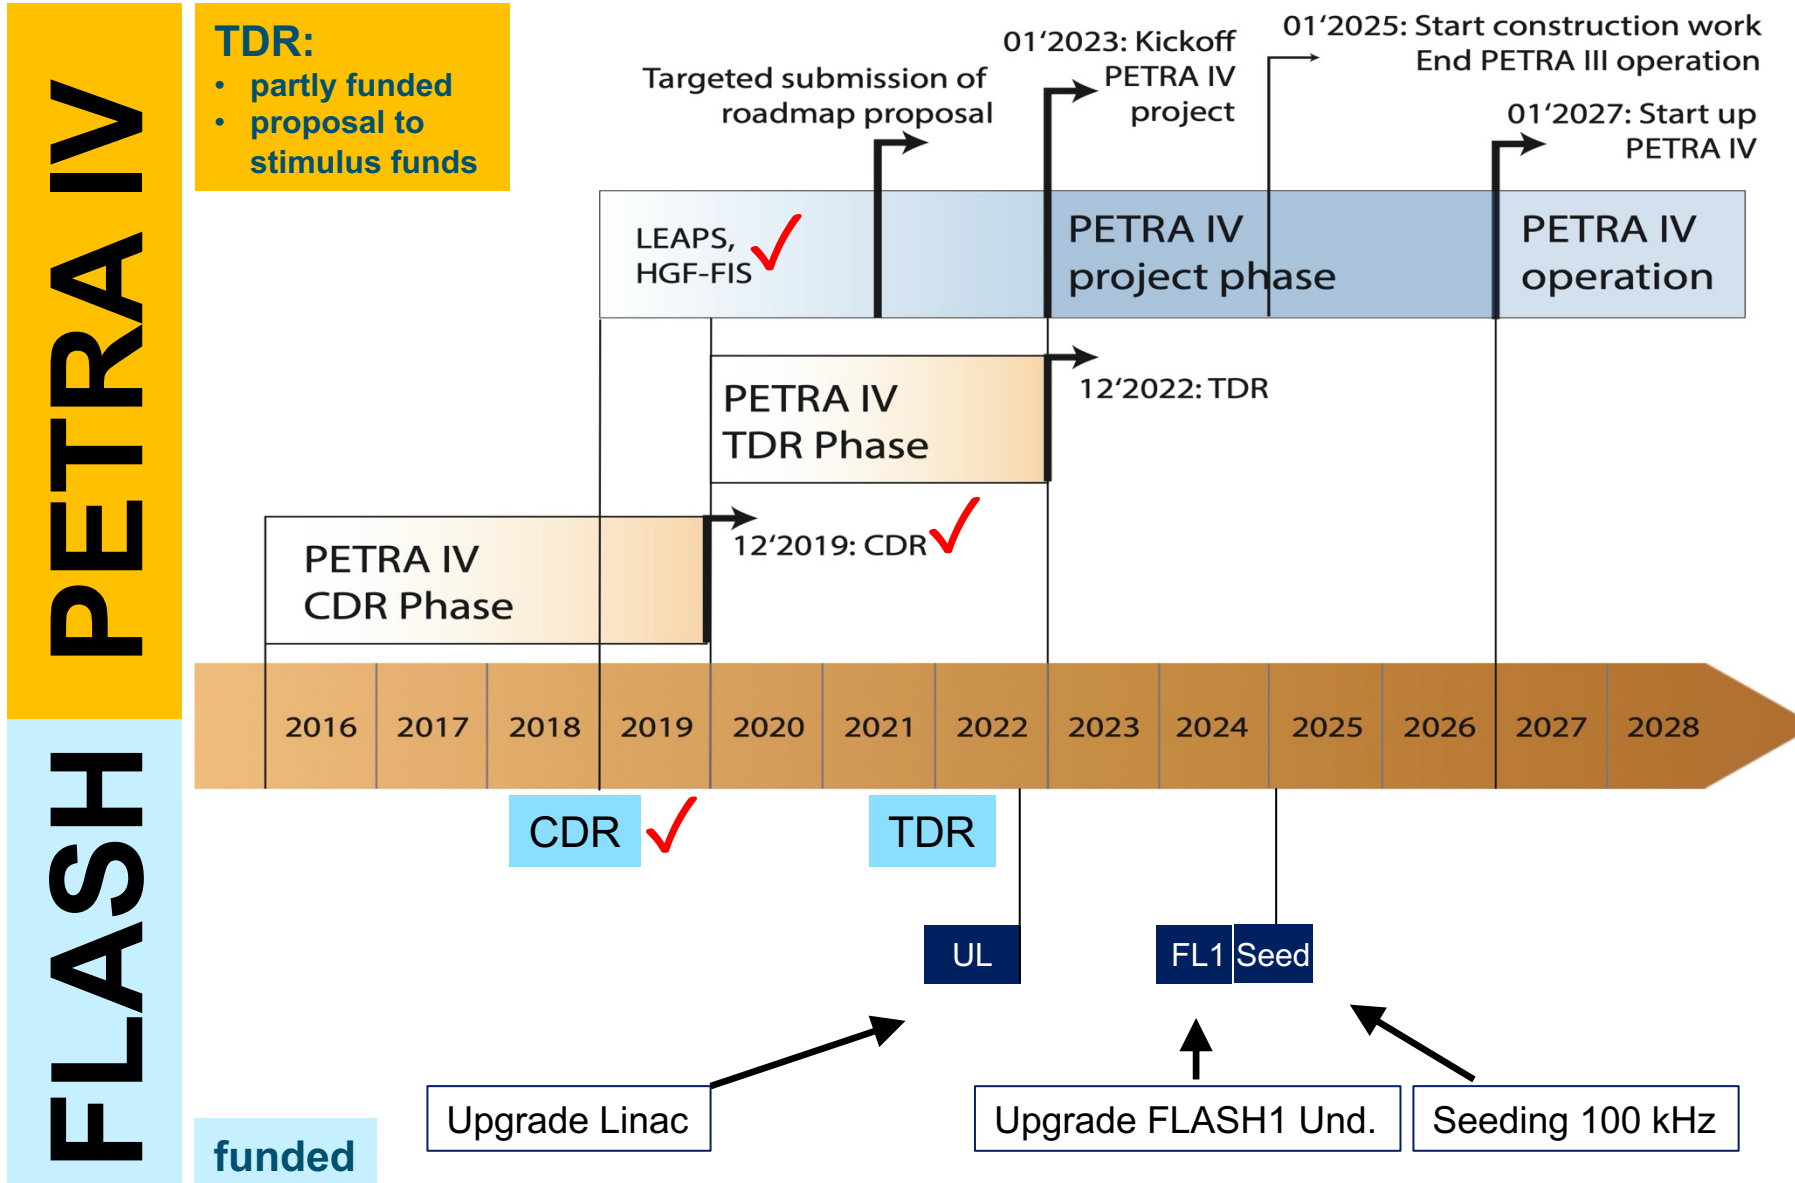 PETRA IV
TDR:
• partly funded
• proposal to
stimulus funds
Targeted submission of
roadmap proposal
01‘2023: Kickoff
PETRA IV
project
01‘2025: Start construction work
End PETRA III operation
01‘2027: Start up
PETRA IV
LEAPS,
HGF-FIS
PETRA IV
project phase
PETRA IV
operation
PETRA IV
TDR Phase
12‘2022: TDR
PETRA IV
CDR Phase
12‘2019: CDR
2016 2017 2018 2019 2020 2021 2022 2023 2024 2025 2026 2027 2028
FLASH
CDR
TDR
UL
FL1
Seed
Upgrade Linac
Upgrade FLASH1 Und.
Seeding 100 kHz
funded